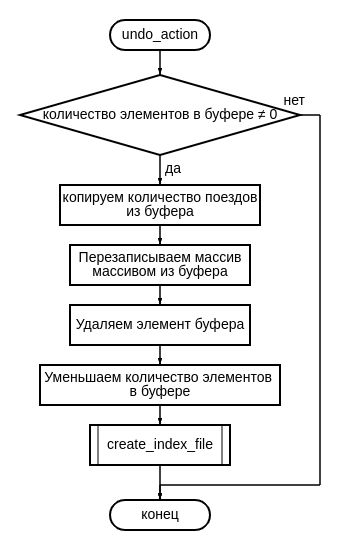 undo_action
нет
количество элементов в буфере ≠ 0
да
копируем количество поездов
из буфера
Перезаписываем массив
массивом из буфера
Удаляем элемент буфера
Уменьшаем количество элементов
в буфере
create_index_file
конец